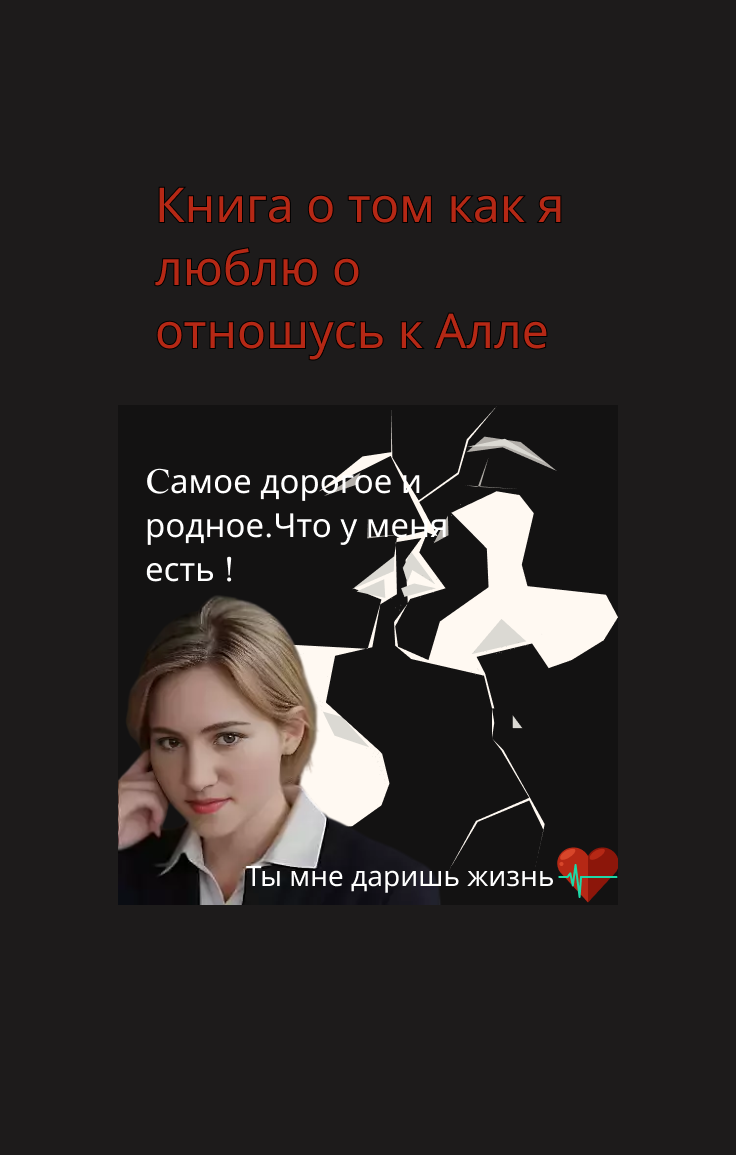 Книга о том как я
люблю о
отношусь к Алле
Самое дорогое и
родное.Что у меня
есть !
Ты мне даришь жизнь